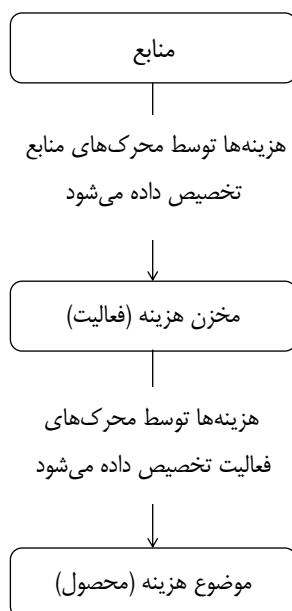 منابع
هزینه‌ها توسط محرک‌های منابع
تخصیص داده می‌شود
مخزن هزینه (فعالیت)
هزینه‌ها توسط محرک‌های
فعالیت تخصیص داده می‌شود
موضوع هزینه (محصول)